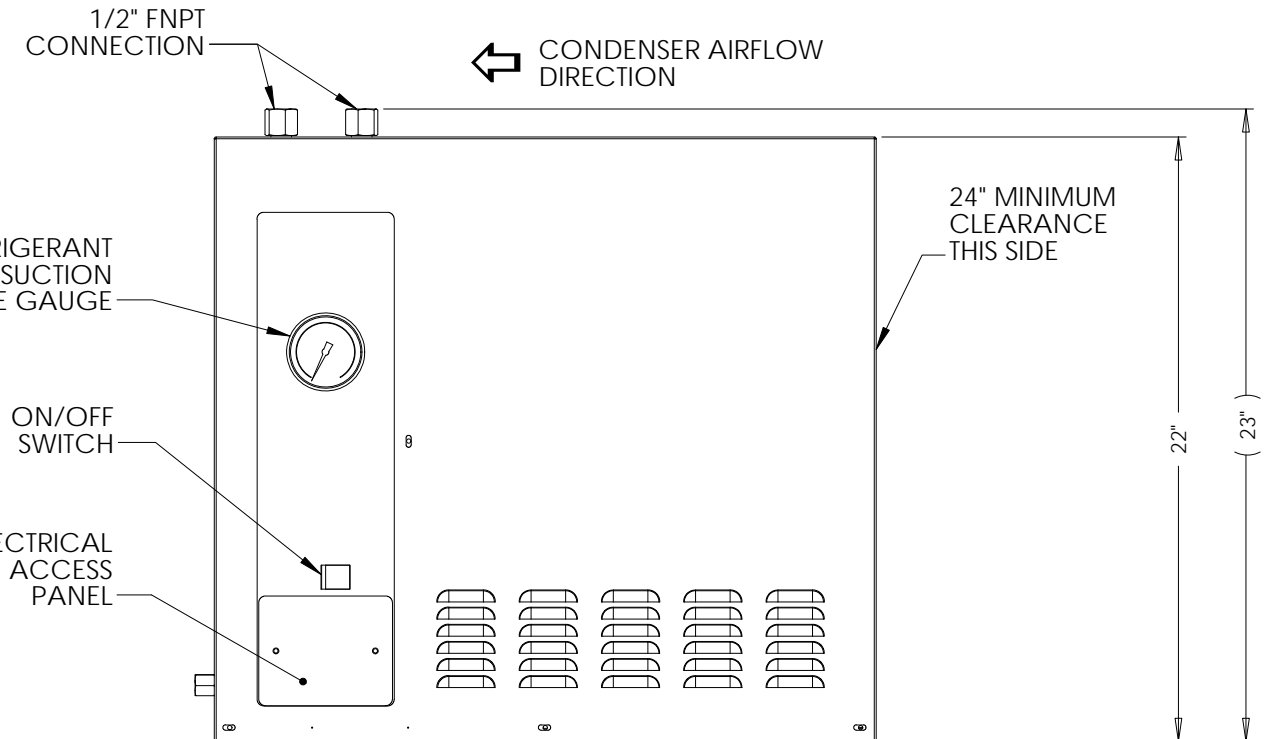 1/2" FNPT
CONNECTION
CONDENSER AIRFLOW
DIRECTION
24" MINIMUM
CLEARANCE
THIS SIDE
SUCTION
GAUGE
ON/OFF
SWITCH
ACCESS
PANEL
22"
( 23" )